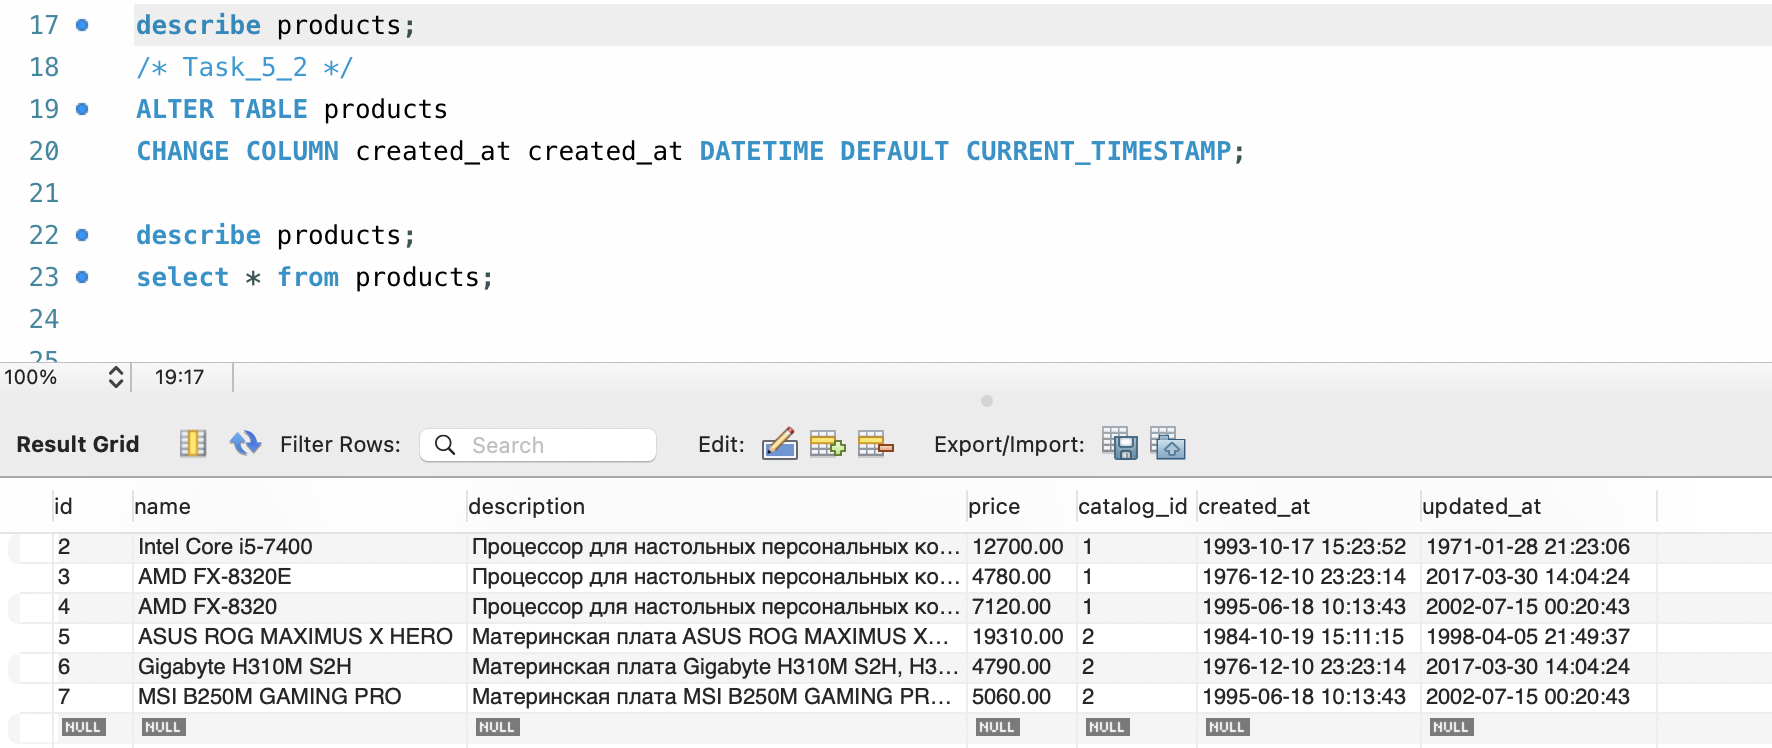 17 describe products;
18 /* Task_5_2 */
19 ALTER TABLE products
20 CHANGE COLUMN created_at created_at DATETIME DEFAULT CURRENT_TIMESTAMP;
21
22 describe products;
23 select * from products;
24
25
100% 19:17
Result Grid Filter Rows: Search Edit: Export/Import:
id name description price catalog_id created_at updated_at
2 Intel Core i5-7400 Процессор для настольных персональных ко... 12700.00 1 1993-10-17 15:23:52 1971-01-28 21:23:06
3 AMD FX-8320E Процессор для настольных персональных ко... 4780.00 1 1976-12-10 23:23:14 2017-03-30 14:04:24
4 AMD FX-8320 Процессор для настольных персональных ко... 7120.00 1 1995-06-18 10:13:43 2002-07-15 00:20:43
5 ASUS ROG MAXIMUS X HERO Материнская плата ASUS ROG MAXIMUS X... 19310.00 2 1984-10-19 15:11:15 1998-04-05 21:49:37
6 Gigabyte H310M S2H Материнская плата Gigabyte H310M S2H, H3... 4790.00 2 1976-12-10 23:23:14 2017-03-30 14:04:24
7 MSI B250M GAMING PRO Материнская плата MSI B250M GAMING PR... 5060.00 2 1995-06-18 10:13:43 2002-07-15 00:20:43
NULL NULL NULL NULL NULL NULL NULL